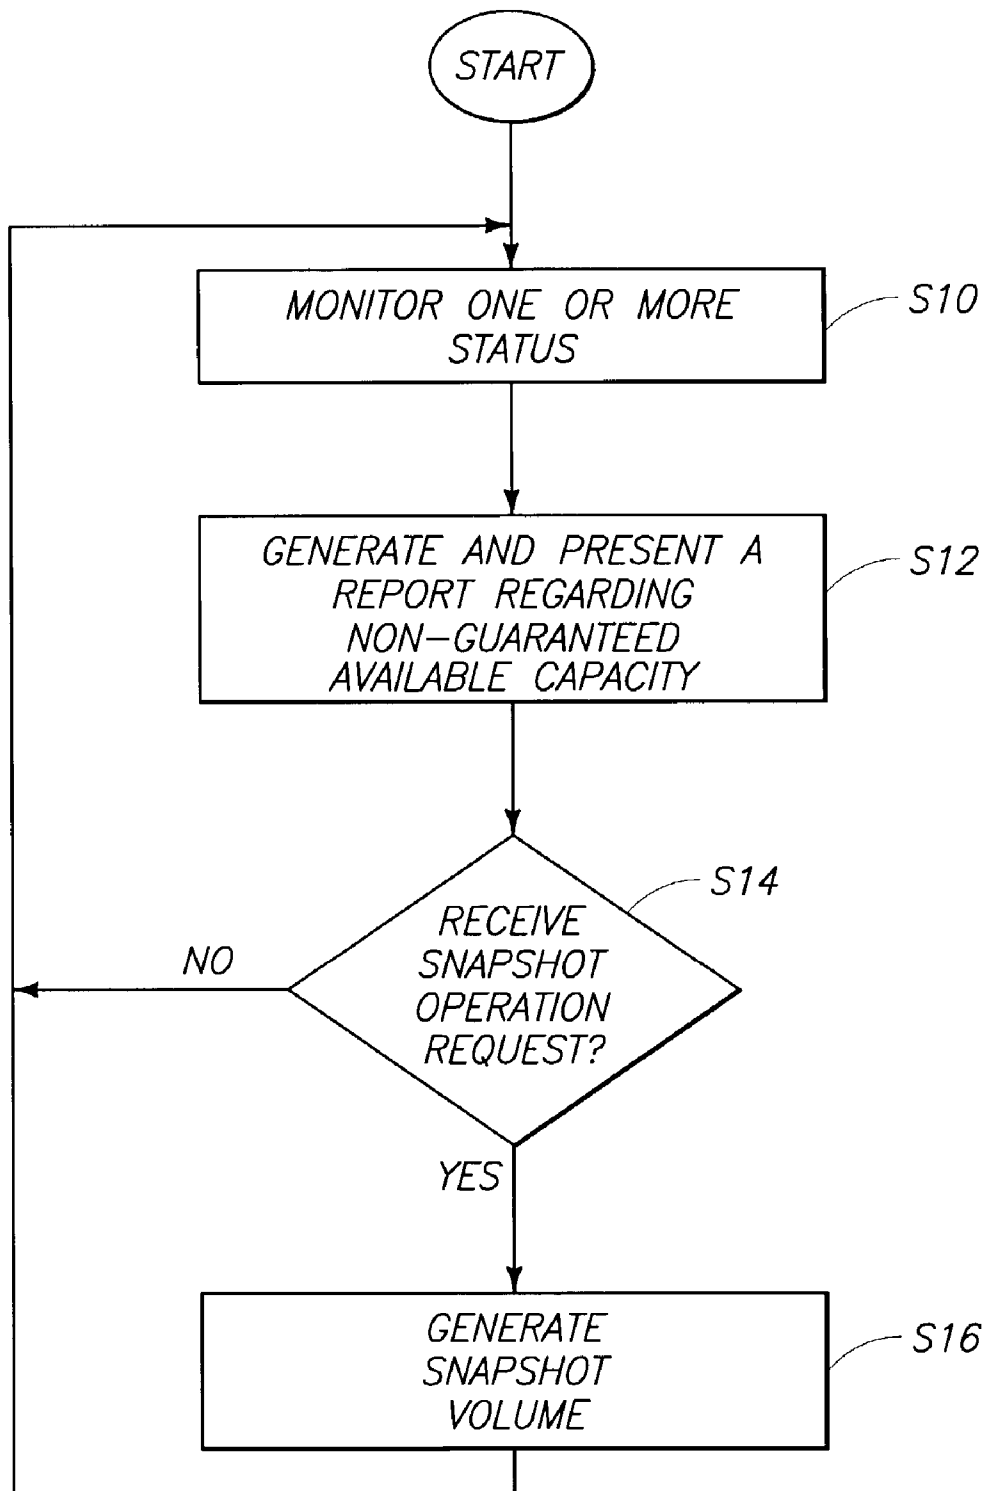 START
MONITOR ONE OR MORE
STATUS
S10
GENERATE AND PRESENT A
REPORT REGARDING
NON-GUARANTEED
AVAILABLE CAPACITY
S12
RECEIVE
SNAPSHOT
OPERATION
REQUEST?
S14
NO
YES
GENERATE
SNAPSHOT
VOLUME
S16